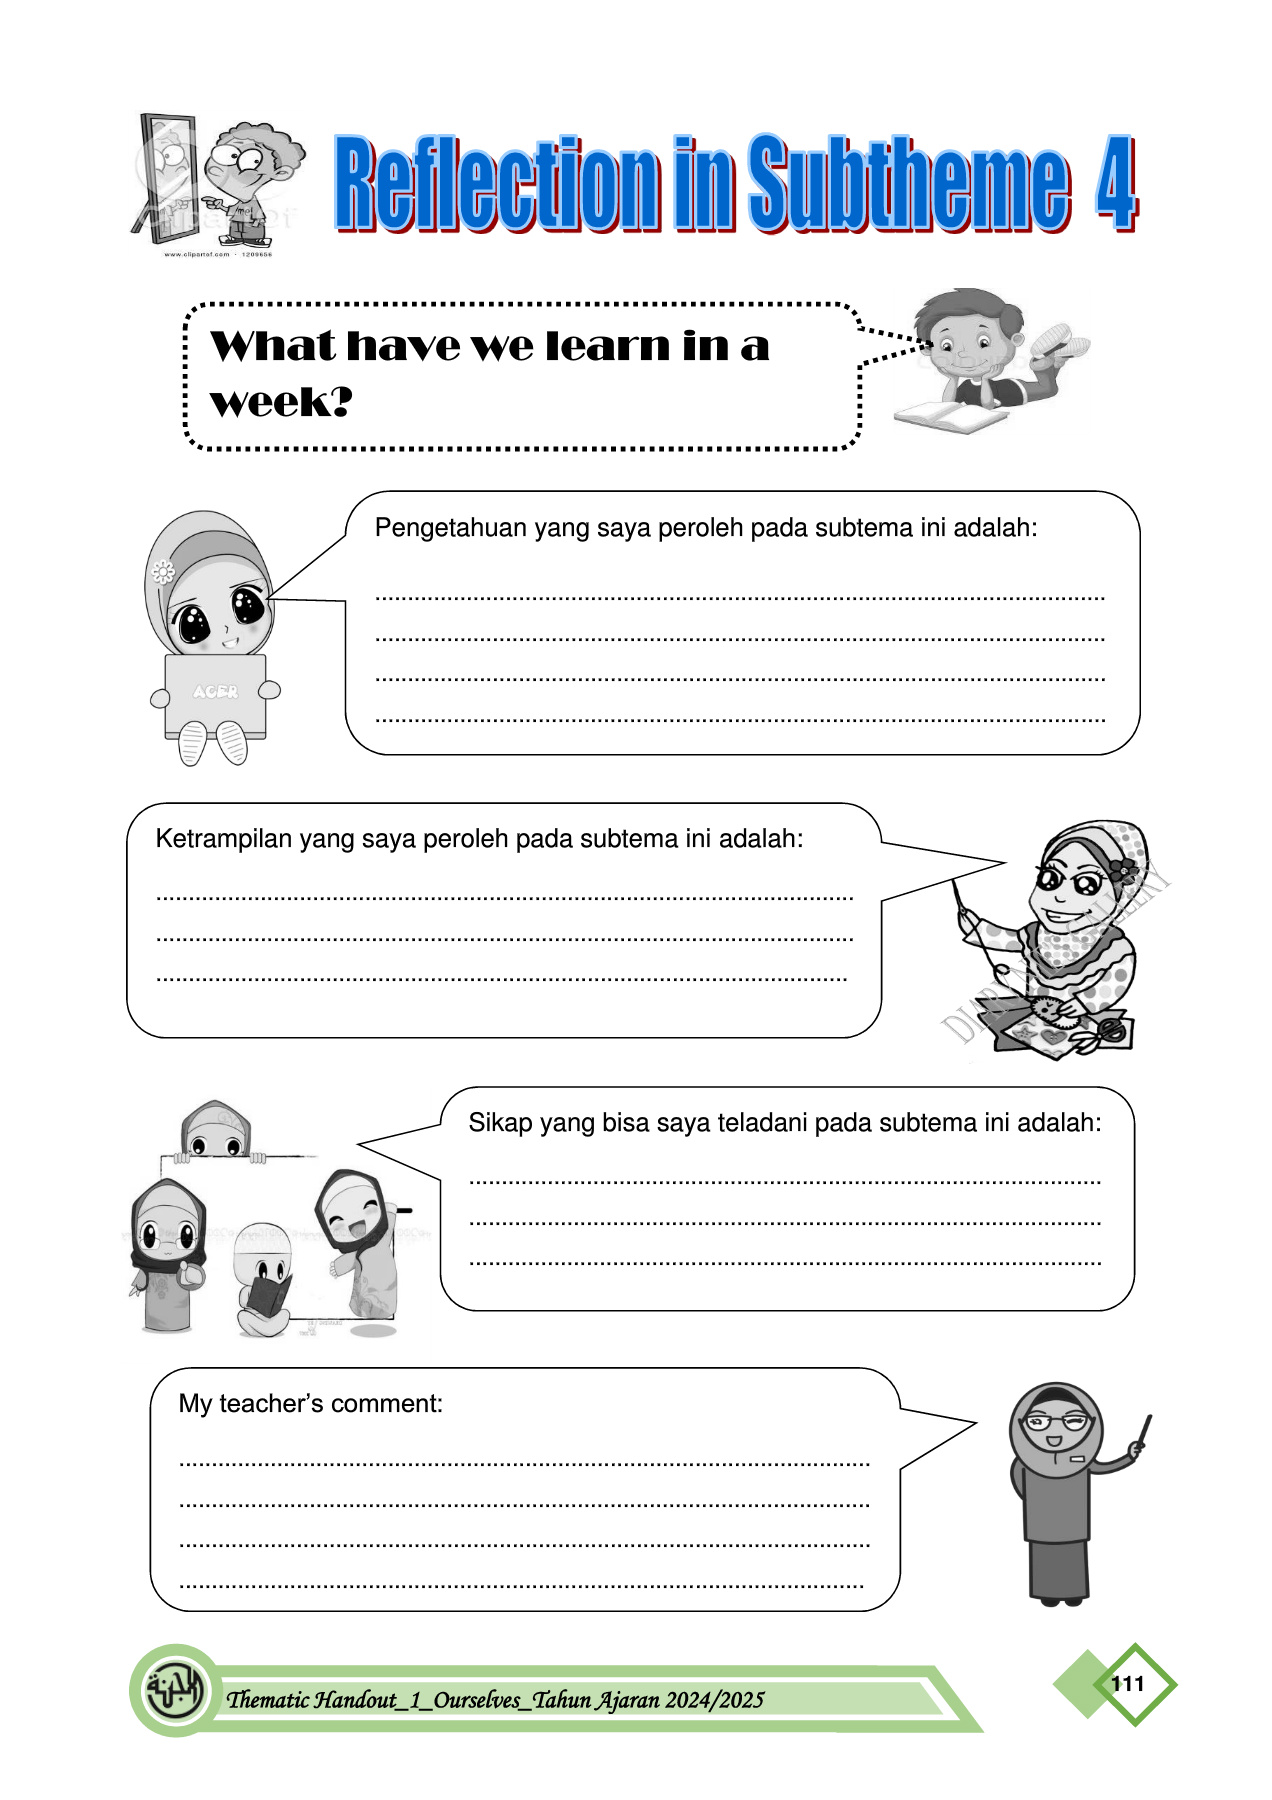 Reflection in Subtheme 4
www.clipartof.com · 1209656
What have we learn in a
week?
Pengetahuan yang saya peroleh pada subtema ini adalah:
ACER
Ketrampilan yang saya peroleh pada subtema ini adalah:
Sikap yang bisa saya teladani pada subtema ini adalah:
My teacher’s comment:
Thematic Handout_1_Ourselves_Tahun Ajaran 2024/2025
111